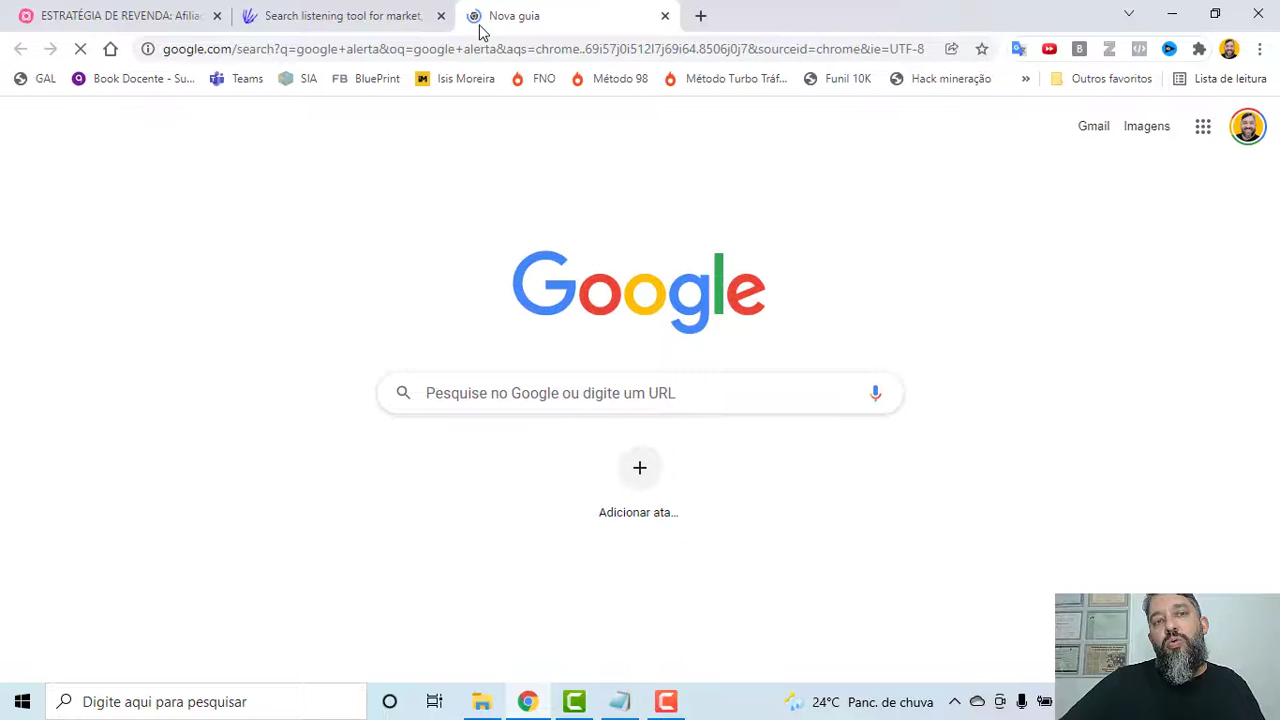 ESTRATÉGIA DE REVENDA: Afilia
Search listening tool for market,
Nova guia
google.com/search?q=google+alerta&oq=google+alerta&aqs=chrome..69i57j0i512l7j69i64.8506j0j7&sourceid=chrome&ie=UTF-8
GAL
Book Docente - Su...
Teams
SIA
FB BluePrint
Isis Moreira
FNO
Método 98
Método Turbo Tráf...
Funil 10K
Hack mineração
»
Outros favoritos
Lista de leitura
Gmail
Imagens
Google
Pesquise no Google ou digite um URL
Adicionar ata...
Digite aqui para pesquisar
24°C Panc. de chuva